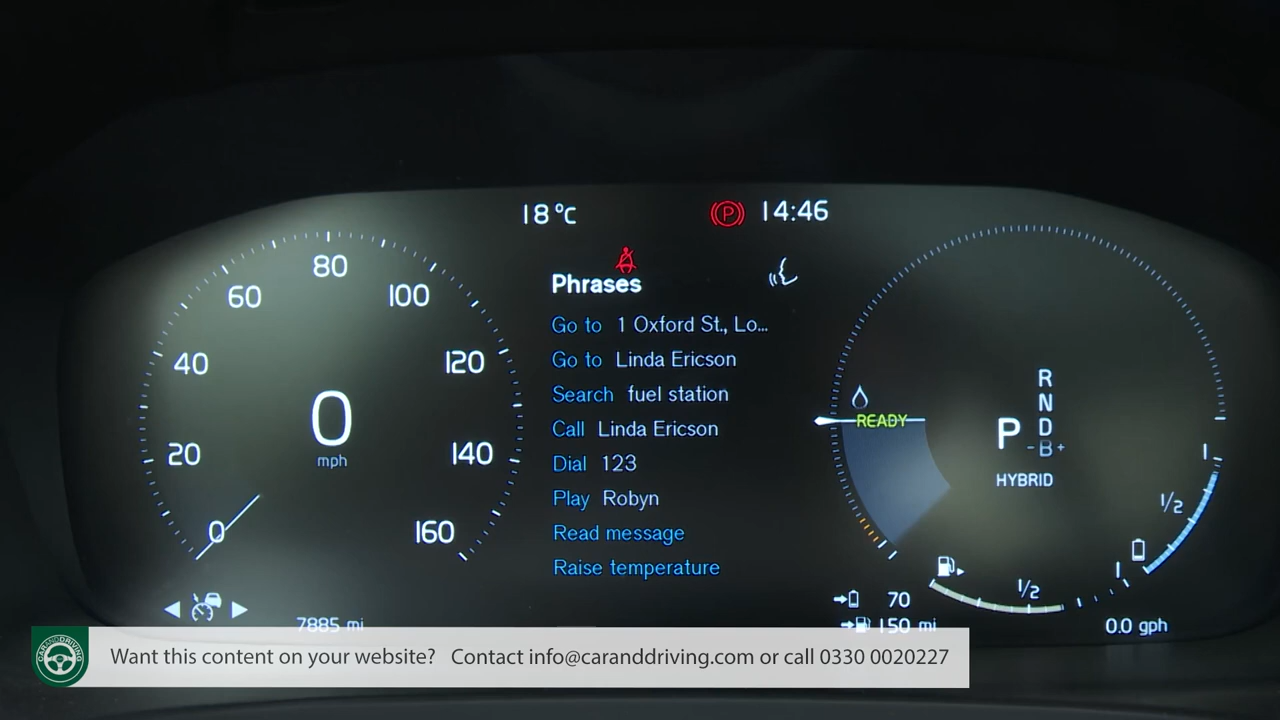 18°C
P 14:46
80
60
100
40
120
0
mph
20
140
0
160
7885 mi
Phrases
Go to 1 Oxford St., Lo...
Go to Linda Ericson
Search fuel station
Call Linda Ericson
Dial 123
Play Robyn
Read message
Raise temperature
READY
R
N
P D
-B+
HYBRID
1
1/2
1
1/2
70
150 mi
0.0 gph
CARANDDRIVING
Want this content on your website? Contact info@caranddriving.com or call 0330 0020227